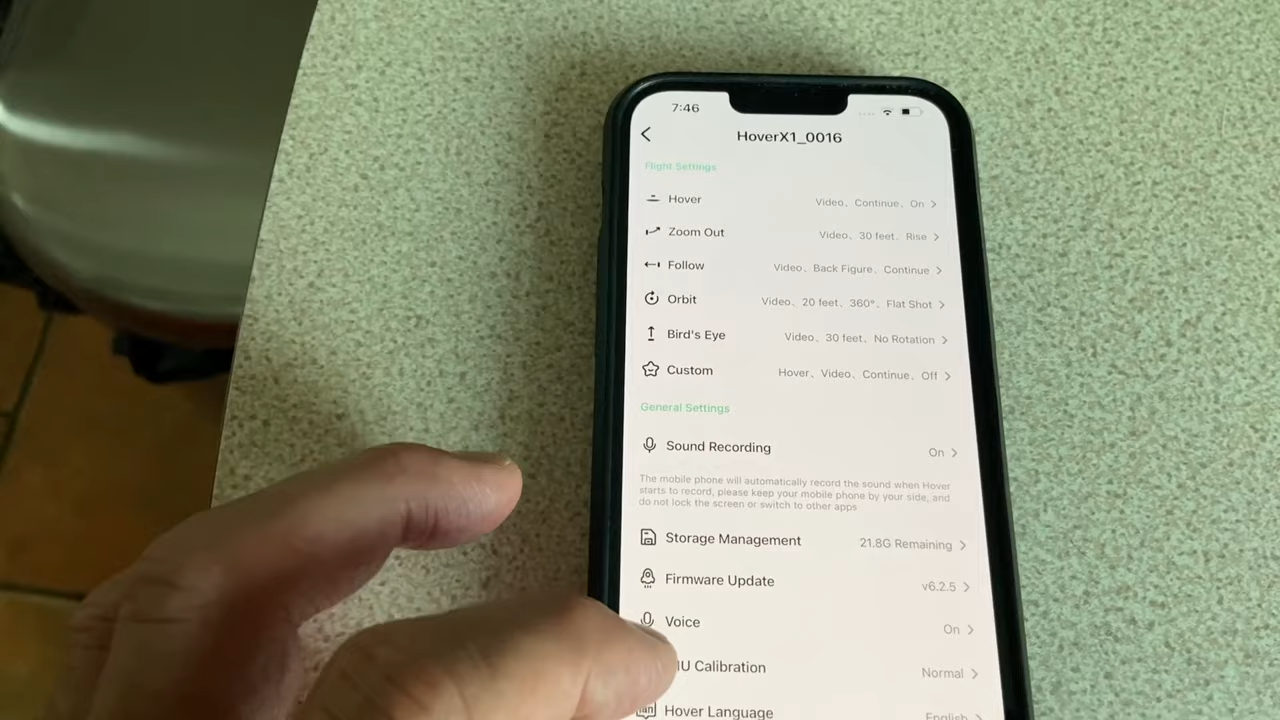 7:46
HoverX1_0016
Flight Settings
Hover Video、Continue、On
Zoom Out Video、30 feet、Rise
Follow Video、Back Figure、Continue
Orbit Video、20 feet、360°、Flat Shot
Bird's Eye Video、30 feet、No Rotation
Custom Hover、Video、Continue、Off
General Settings
Sound Recording On
The mobile phone will automatically record the sound when Hover
starts to record, please keep your mobile phone by your side, and
do not lock the screen or switch to other apps
Storage Management 21.8G Remaining
Firmware Update v6.2.5
Voice On
Calibration Normal
Hover Language English